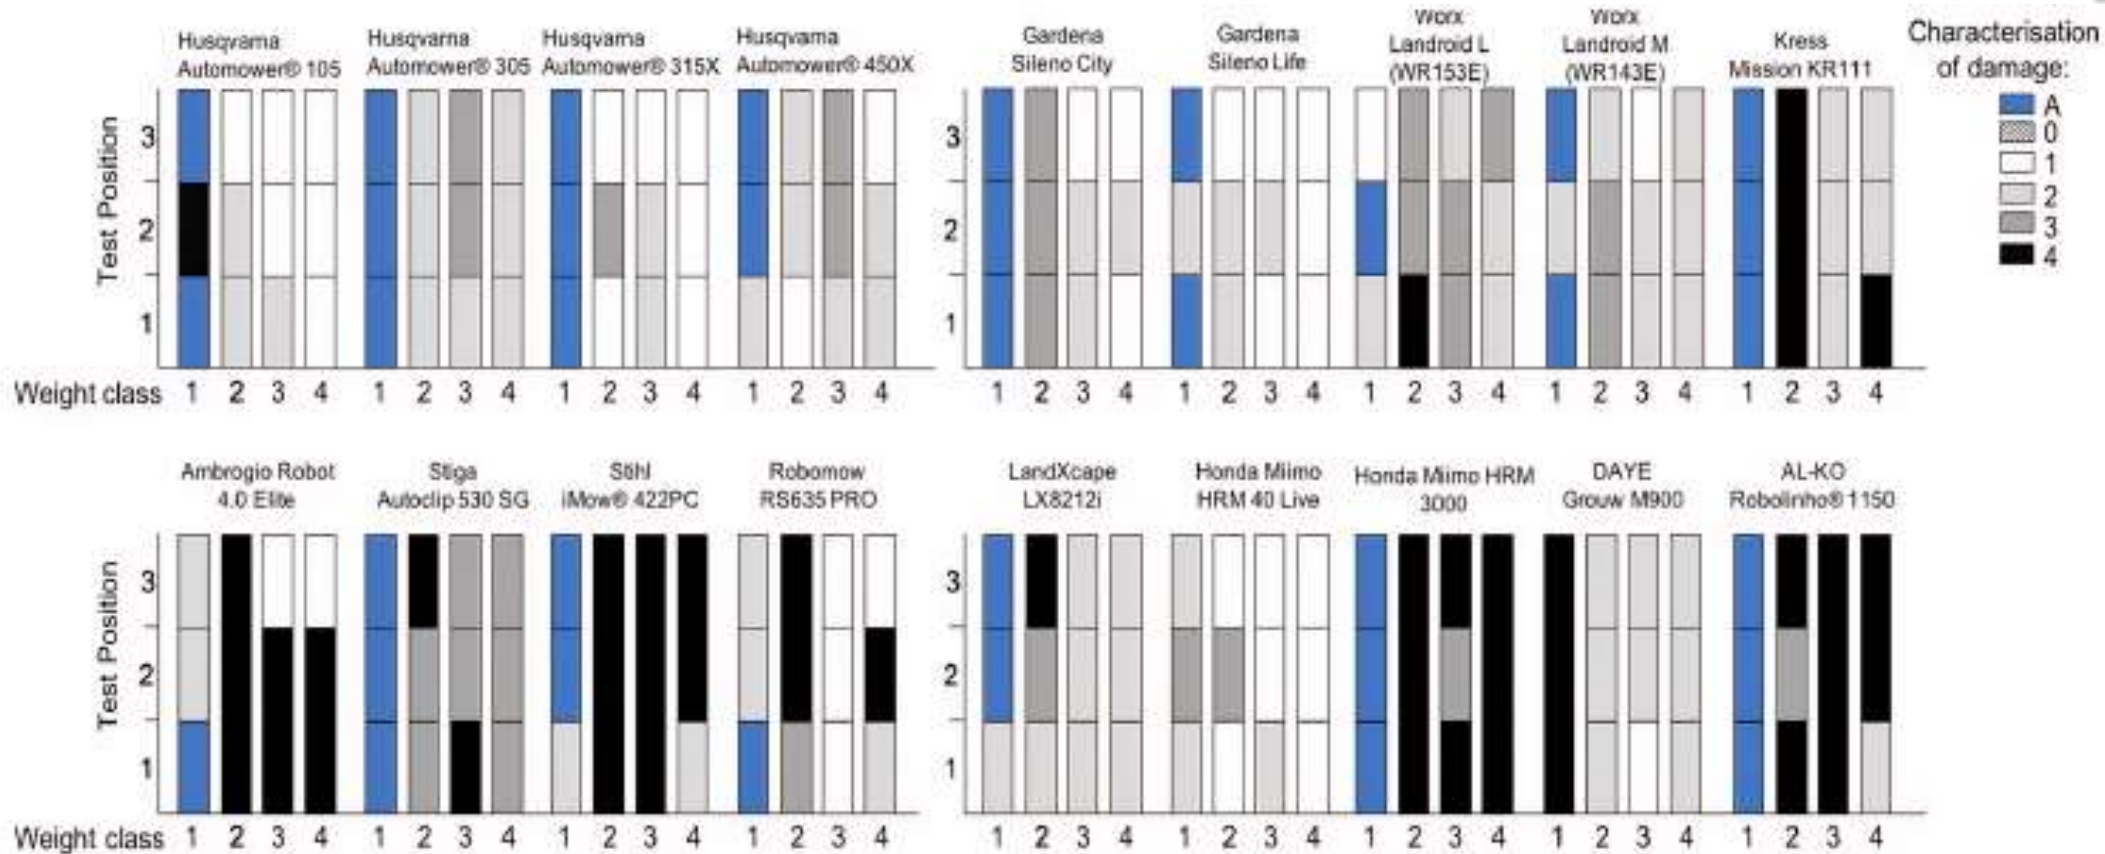 Husqvarna
Automower® 105
Husqvarna
Automower® 305
Husqvarna
Automower® 315X
Husqvarna
Automower® 450X
Gardena
Sileno City
Gardena
Sileno Life
Worx
Landroid L
(WR153E)
Worx
Landroid M
(WR143E)
Kress
Mission KR111
Characterisation
of damage:
A
0
1
2
3
4
Test Position
3
2
1
Weight class 1 2 3 4 1 2 3 4 1 2 3 4 1 2 3 4
3
2
1
1 2 3 4 1 2 3 4 1 2 3 4 1 2 3 4 1 2 3 4
Ambrogio Robot
4.0 Elite
Stiga
Autoclip 530 SG
Stihl
iMow® 422PC
Robomow
RS635 PRO
LandXcape
LX8212i
Honda Miimo
HRM 40 Live
Honda Miimo HRM
3000
DAYE
Grouw M900
AL-KO
Robolinho® 1150
Test Position
3
2
1
Weight class 1 2 3 4 1 2 3 4 1 2 3 4 1 2 3 4
3
2
1
1 2 3 4 1 2 3 4 1 2 3 4 1 2 3 4 1 2 3 4